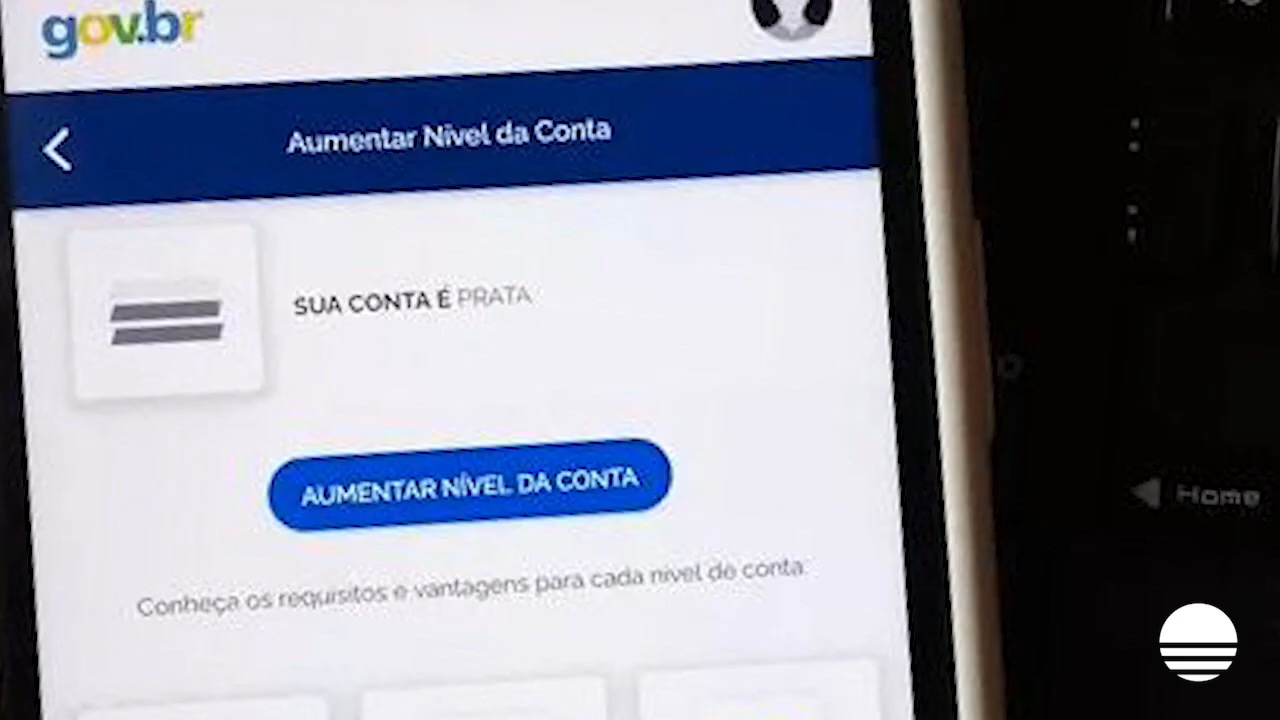 gov.br
Aumentar Nível da Conta
SUA CONTA É PRATA
AUMENTAR NÍVEL DA CONTA
Conheça os requisitos e vantagens para cada nível de conta
Home